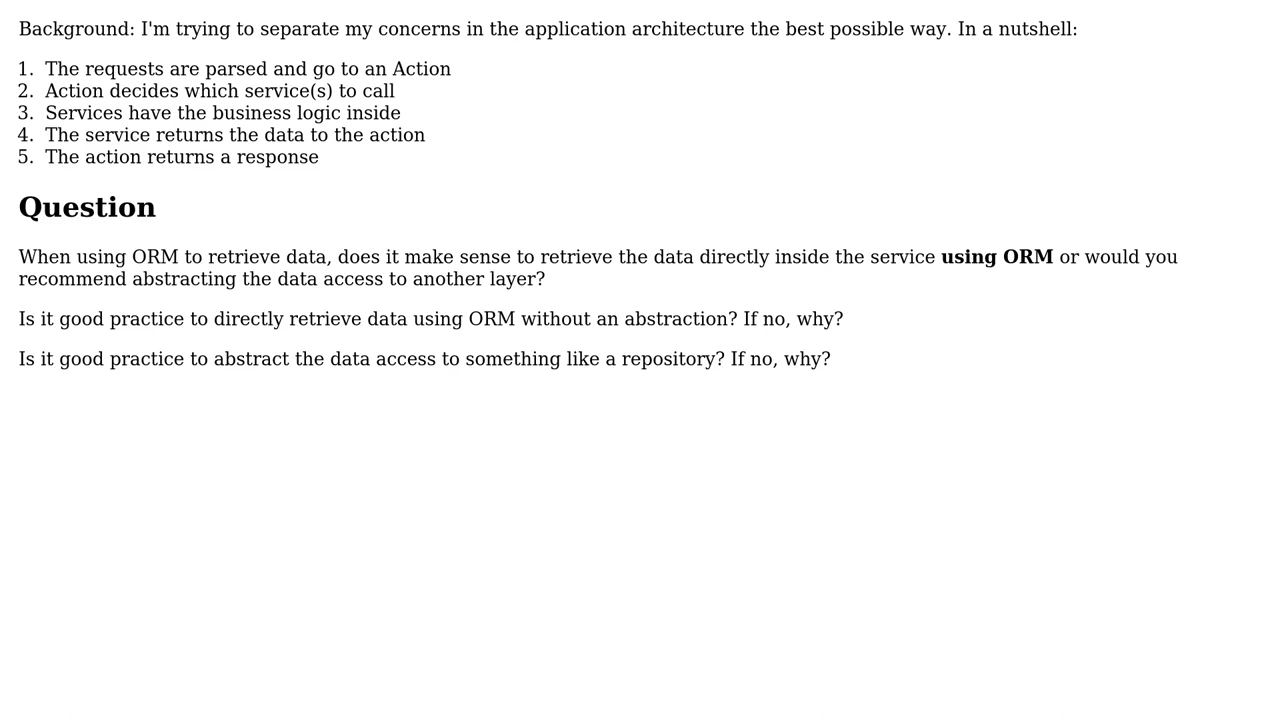 Background: I'm trying to separate my concerns in the application architecture the best possible way. In a nutshell:
1. The requests are parsed and go to an Action
2. Action decides which service(s) to call
3. Services have the business logic inside
4. The service returns the data to the action
5. The action returns a response
Question
When using ORM to retrieve data, does it make sense to retrieve the data directly inside the service using ORM or would you
recommend abstracting the data access to another layer?
Is it good practice to directly retrieve data using ORM without an abstraction? If no, why?
Is it good practice to abstract the data access to something like a repository? If no, why?